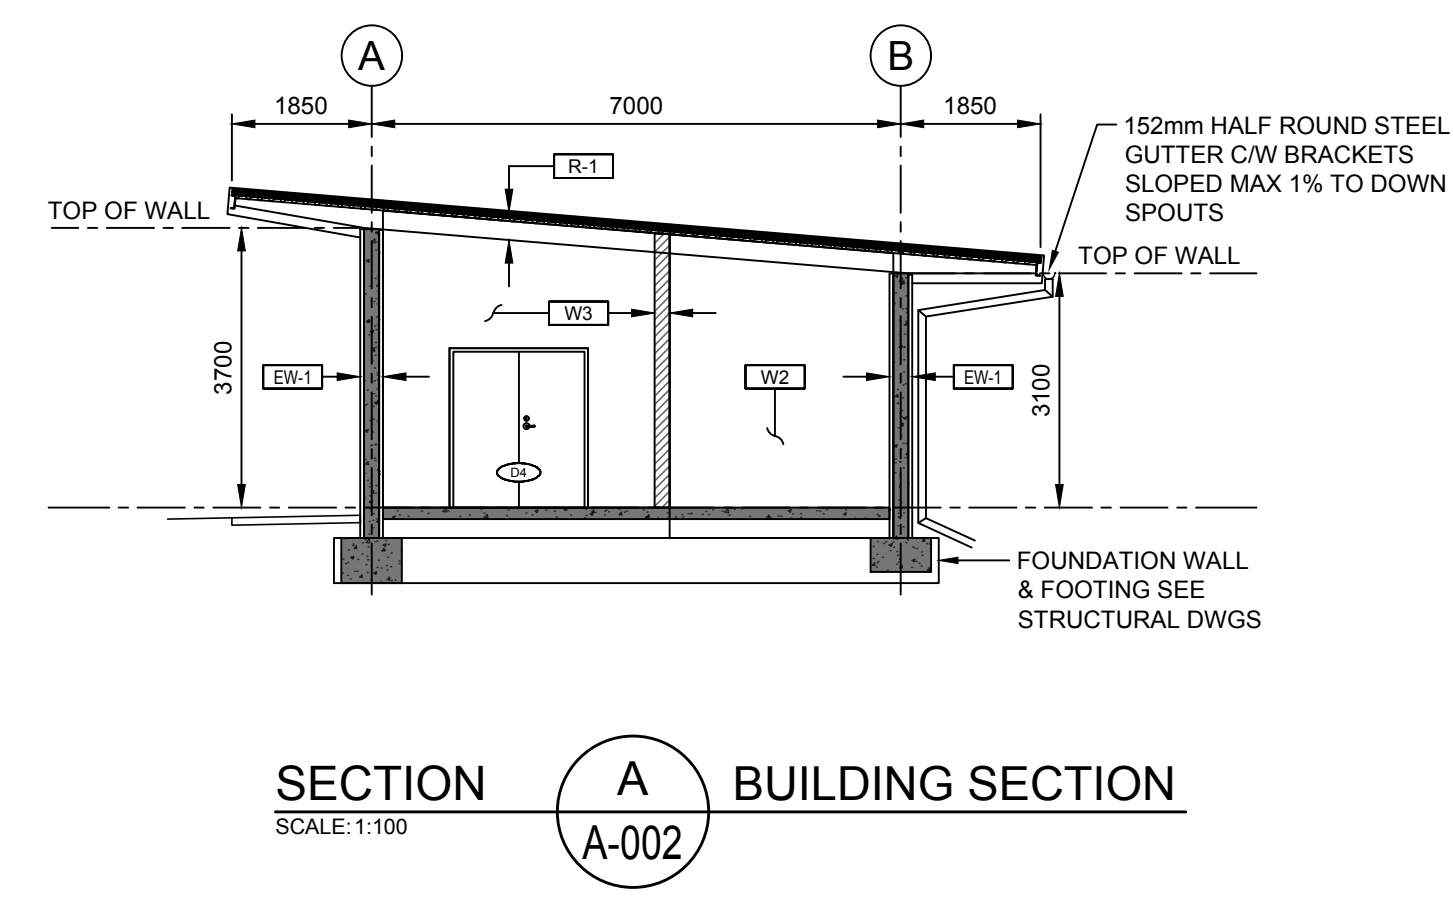 A
B
1850
7000
1850
152mm HALF ROUND STEEL
GUTTER C/W BRACKETS
SLOPED MAX 1% TO DOWN
SPOUTS
R-1
TOP OF WALL
TOP OF WALL
W3
3700
EW-1
W2
EW-1
3100
D4
FOUNDATION WALL
& FOOTING SEE
STRUCTURAL DWGS
SECTION
A
BUILDING SECTION
SCALE: 1:100
A-002